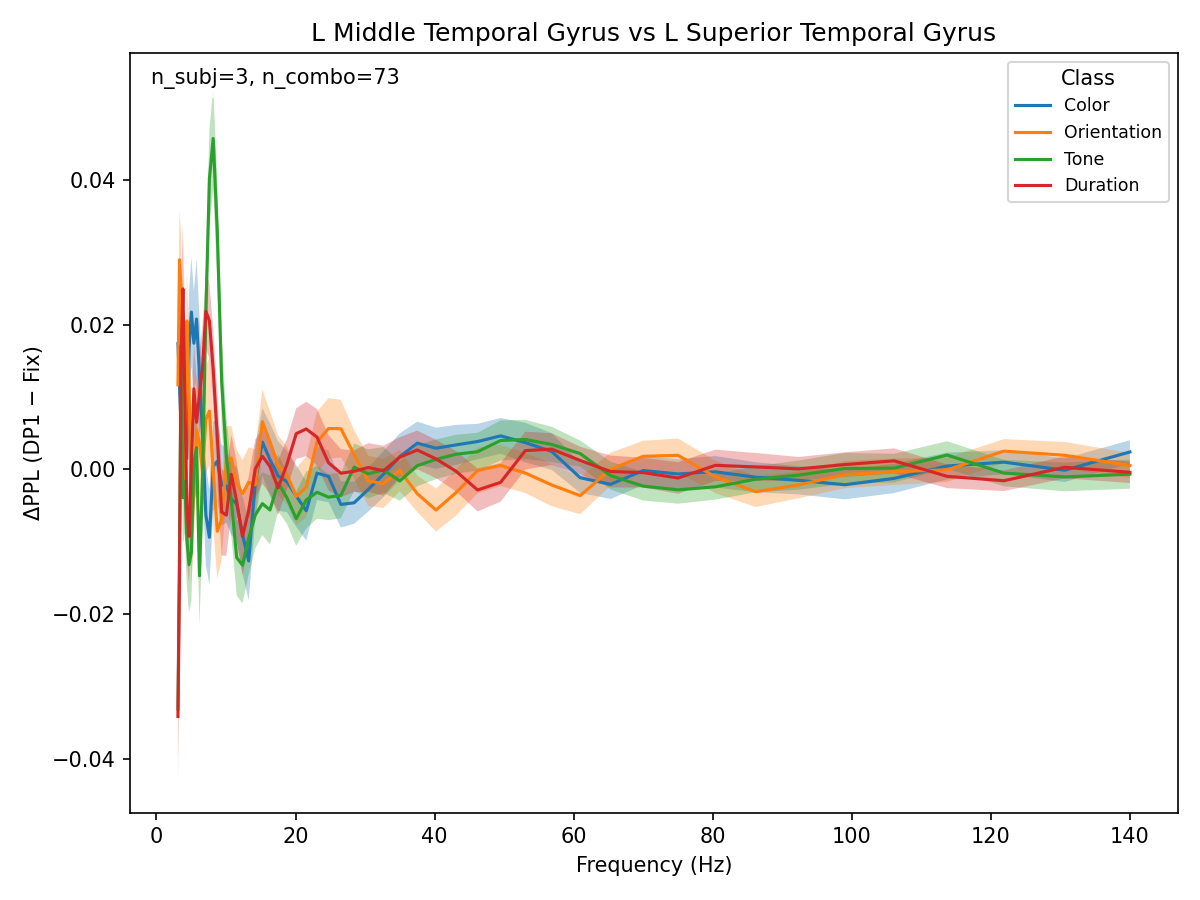 L Middle Temporal Gyrus vs L Superior Temporal Gyrus
n_subj=3, n_combo=73
Class
Color
Orientation
Tone
Duration
ΔPPL (DP1 − Fix)
0.04
0.02
0.00
−0.02
−0.04
0 20 40 60 80 100 120 140
Frequency (Hz)